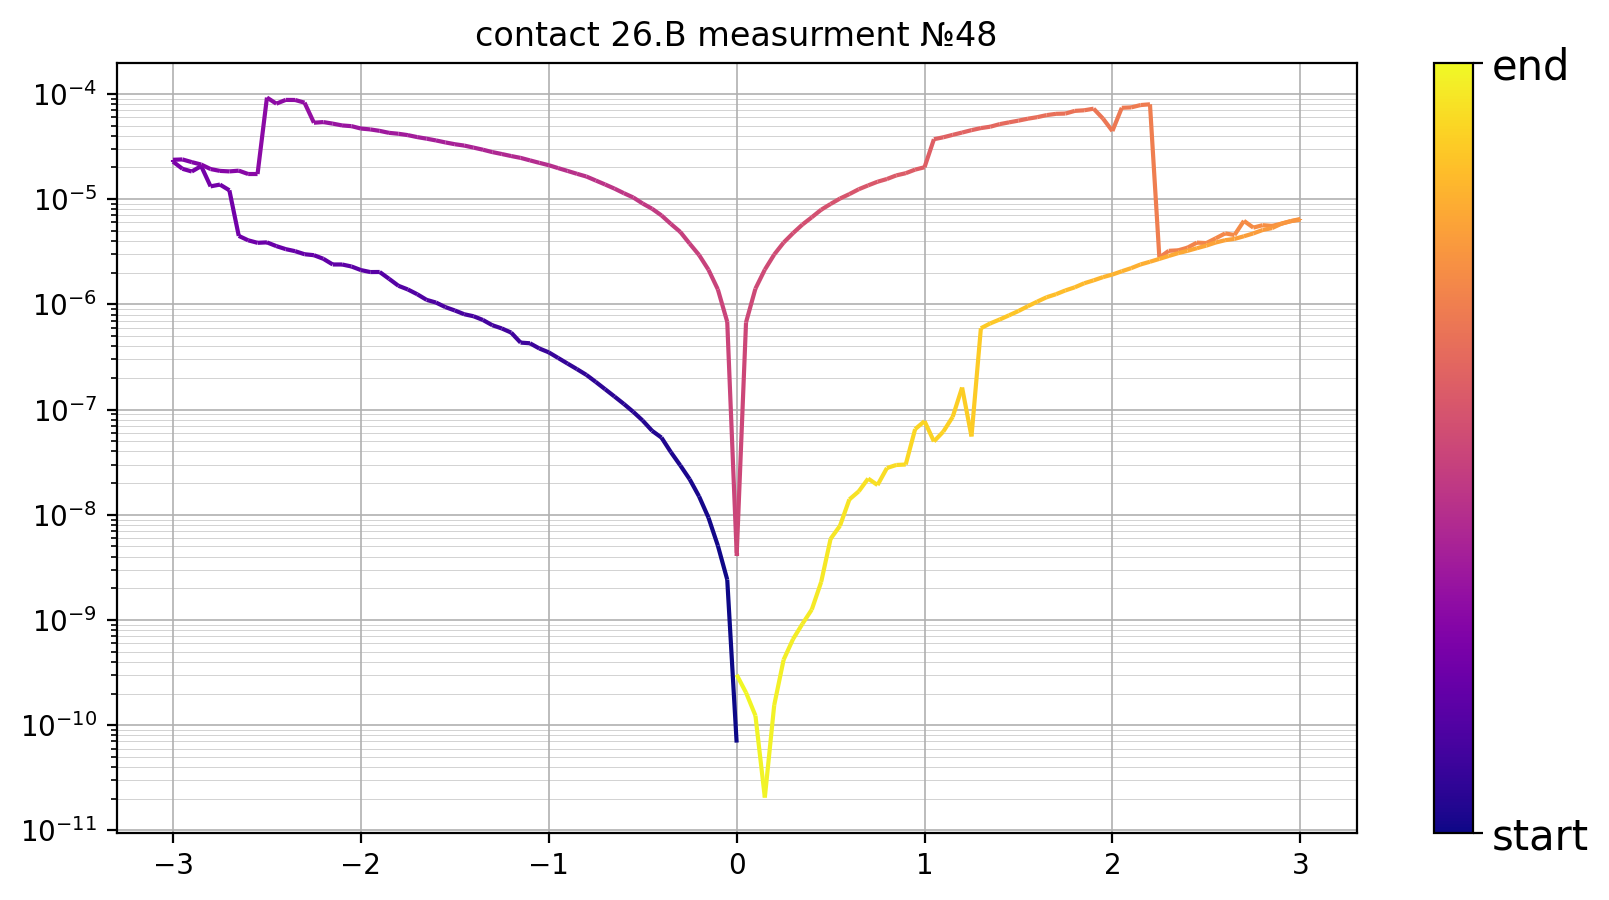 contact 26.B measurment №48
10⁻⁴
10⁻⁵
10⁻⁶
10⁻⁷
10⁻⁸
10⁻⁹
10⁻¹⁰
10⁻¹¹
−3 −2 −1 0 1 2 3
end
start